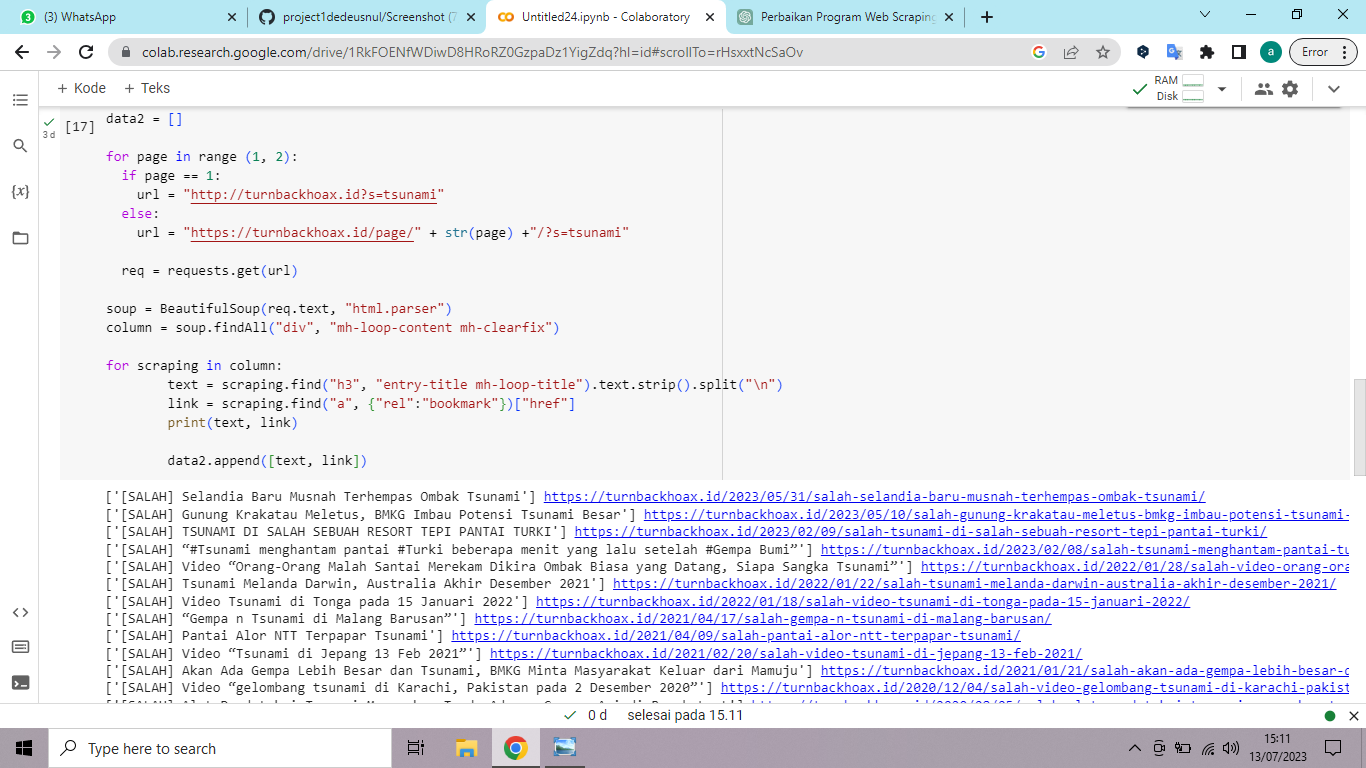 (3) WhatsApp
project1dedeusnul/Screenshot (7
Untitled24.ipynb - Colaboratory
Perbaikan Program Web Scraping
colab.research.google.com/drive/1RkFOENfWDiwD8HRoRZ0GzpaDz1YigZdq?hl=id#scrollTo=rHsxxtNcSaOv
a
Error
+ Kode + Teks
RAM
Disk
3 d
[17]
data2 = []
for page in range (1, 2):
if page == 1:
url = "http://turnbackhoax.id?s=tsunami"
else:
url = "https://turnbackhoax.id/page/" + str(page) +"/?s=tsunami"
req = requests.get(url)
soup = BeautifulSoup(req.text, "html.parser")
column = soup.findAll("div", "mh-loop-content mh-clearfix")
for scraping in column:
text = scraping.find("h3", "entry-title mh-loop-title").text.strip().split("\n")
link = scraping.find("a", {"rel":"bookmark"})["href"]
print(text, link)
data2.append([text, link])
['[SALAH] Selandia Baru Musnah Terhempas Ombak Tsunami'] https://turnbackhoax.id/2023/05/31/salah-selandia-baru-musnah-terhempas-ombak-tsunami/
['[SALAH] Gunung Krakatau Meletus, BMKG Imbau Potensi Tsunami Besar'] https://turnbackhoax.id/2023/05/10/salah-gunung-krakatau-meletus-bmkg-imbau-potensi-tsunami-
['[SALAH] TSUNAMI DI SALAH SEBUAH RESORT TEPI PANTAI TURKI'] https://turnbackhoax.id/2023/02/09/salah-tsunami-di-salah-sebuah-resort-tepi-pantai-turki/
['[SALAH] “#Tsunami menghantam pantai #Turki beberapa menit yang lalu setelah #Gempa Bumi”'] https://turnbackhoax.id/2023/02/08/salah-tsunami-menghantam-pantai-tu
['[SALAH] Video “Orang-Orang Malah Santai Merekam Dikira Ombak Biasa yang Datang, Siapa Sangka Tsunami”'] https://turnbackhoax.id/2022/01/28/salah-video-orang-ora
['[SALAH] Tsunami Melanda Darwin, Australia Akhir Desember 2021'] https://turnbackhoax.id/2022/01/22/salah-tsunami-melanda-darwin-australia-akhir-desember-2021/
['[SALAH] Video Tsunami di Tonga pada 15 Januari 2022'] https://turnbackhoax.id/2022/01/18/salah-video-tsunami-di-tonga-pada-15-januari-2022/
['[SALAH] “Gempa n Tsunami di Malang Barusan”'] https://turnbackhoax.id/2021/04/17/salah-gempa-n-tsunami-di-malang-barusan/
['[SALAH] Pantai Alor NTT Terpapar Tsunami'] https://turnbackhoax.id/2021/04/09/salah-pantai-alor-ntt-terpapar-tsunami/
['[SALAH] Video “Tsunami di Jepang 13 Feb 2021”'] https://turnbackhoax.id/2021/02/20/salah-video-tsunami-di-jepang-13-feb-2021/
['[SALAH] Akan Ada Gempa Lebih Besar dan Tsunami, BMKG Minta Masyarakat Keluar dari Mamuju'] https://turnbackhoax.id/2021/01/21/salah-akan-ada-gempa-lebih-besar-d
['[SALAH] Video “gelombang tsunami di Karachi, Pakistan pada 2 Desember 2020”'] https://turnbackhoax.id/2020/12/04/salah-video-gelombang-tsunami-di-karachi-pakist
0 d selesai pada 15.11
Type here to search
15:11
13/07/2023